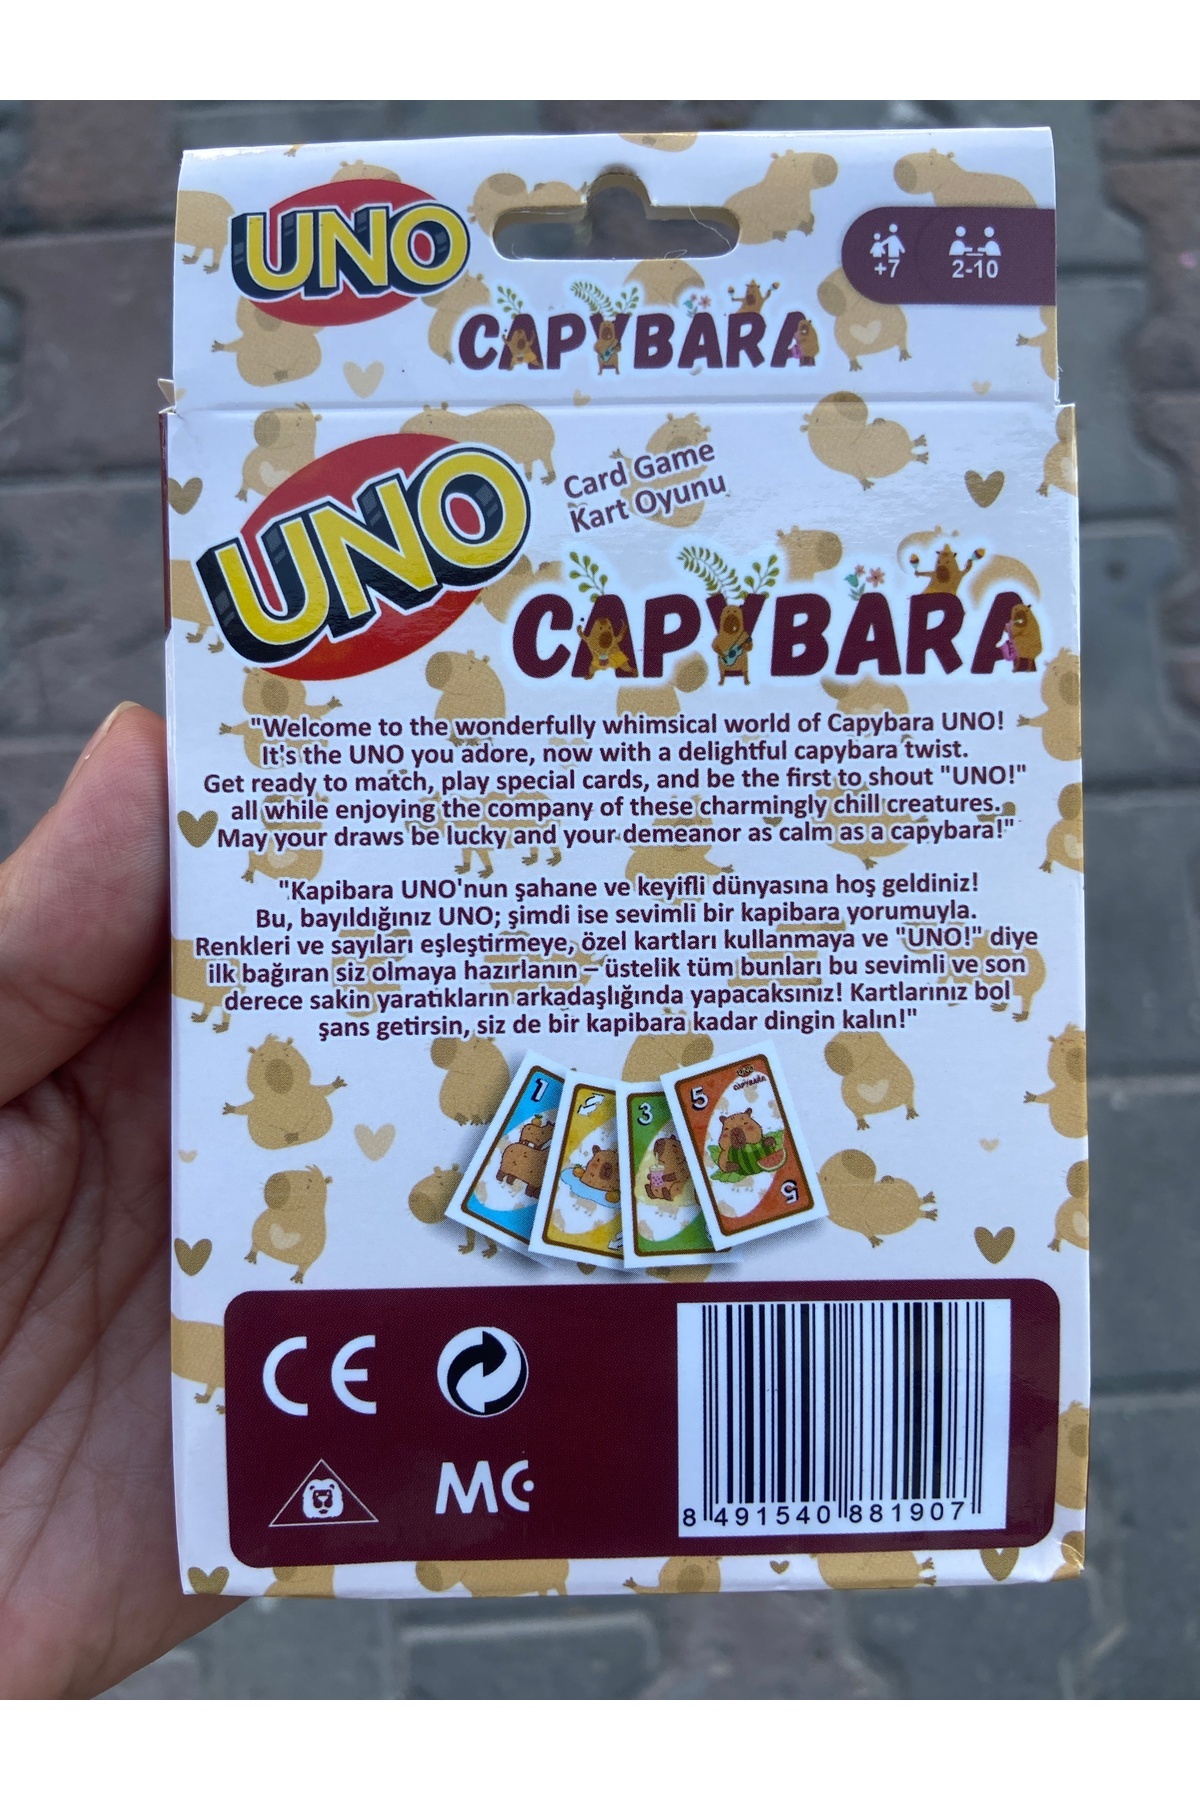 UNO
CAPYBARA
+7
2-10
UNO
Card Game
Kart Oyunu
CAPYBARA
"Welcome to the wonderfully whimsical world of Capybara UNO!
It's the UNO you adore, now with a delightful capybara twist.
Get ready to match, play special cards, and be the first to shout "UNO!"
all while enjoying the company of these charmingly chill creatures.
May your draws be lucky and your demeanor as calm as a capybara!"
"Kapibara UNO'nun şahane ve keyifli dünyasına hoş geldiniz!
Bu, bayıldığınız UNO; şimdi ise sevimli bir kapibara yorumuyla.
Renkleri ve sayıları eşleştirmeye, özel kartları kullanmaya ve "UNO!" diye
ilk bağıran siz olmaya hazırlanın – üstelik tüm bunları bu sevimli ve son
derece sakin yaratıkların arkadaşlığında yapacaksınız! Kartlarınız bol
şans getirsin, siz de bir kapibara kadar dingin kalın!"
1
3
5
UNO
CAPYBARA
5
CE
MC
8 491540 881907